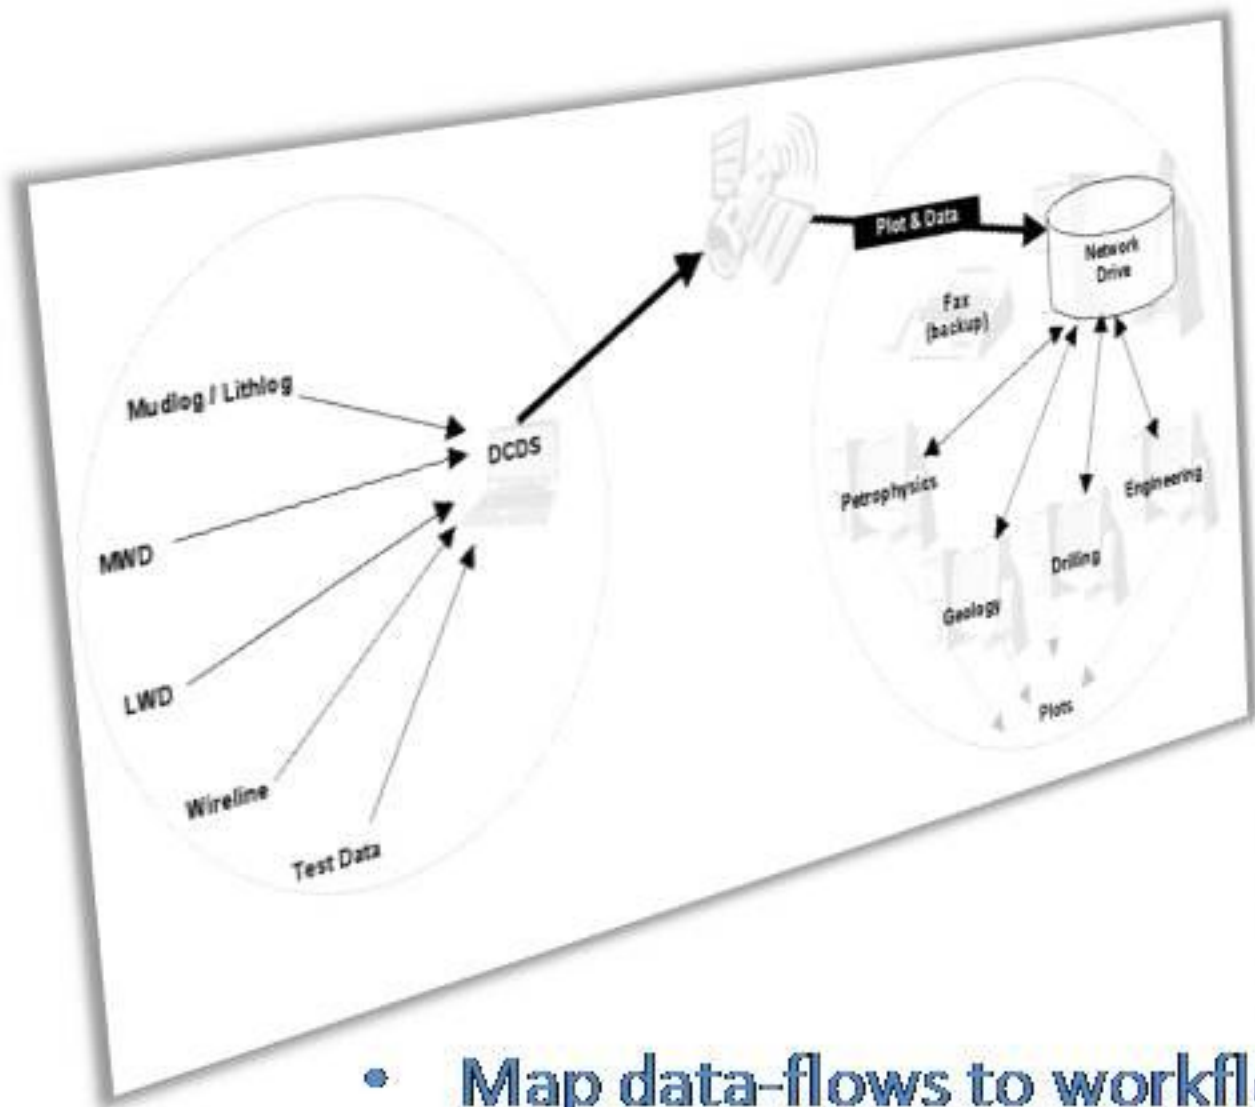 Plot & Data
Network
Drive
Fax
(backup)
Mudlog / Lithlog
DCDS
MWD
LWD
Wireline
Test Data
Petrophysics
Geology
Drilling
Engineering
Plots
• Map data-flows to workfl